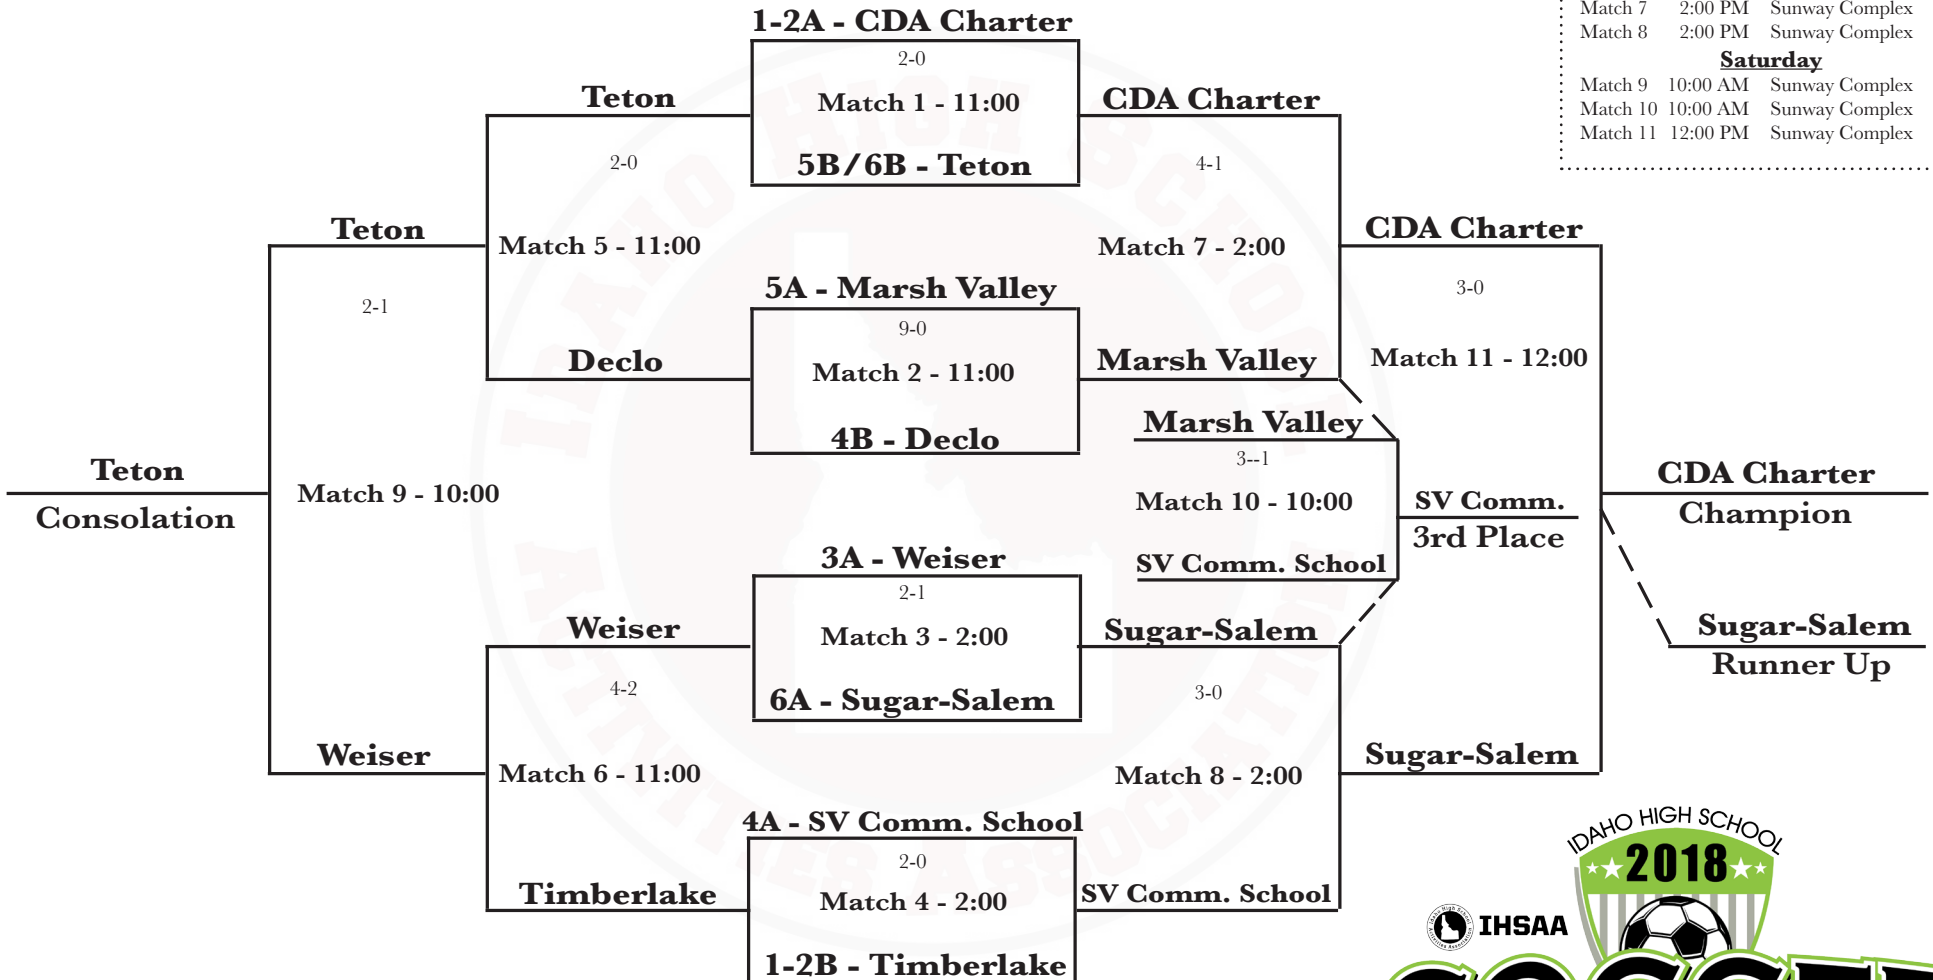 Match 7 2:00 PM Sunway Complex
Match 8 2:00 PM Sunway Complex
Saturday
Match 9 10:00 AM Sunway Complex
Match 10 10:00 AM Sunway Complex
Match 11 12:00 PM Sunway Complex
1-2A - CDA Charter
2-0
Match 1 - 11:00
5B/6B - Teton
Teton
2-0
Match 5 - 11:00
Declo
5A - Marsh Valley
9-0
Match 2 - 11:00
4B - Declo
CDA Charter
4-1
Match 7 - 2:00
Marsh Valley
Teton
2-1
Match 9 - 10:00
Weiser
Teton
Consolation
Marsh Valley
3--1
Match 10 - 10:00
SV Comm. School
SV Comm.
3rd Place
CDA Charter
3-0
Match 11 - 12:00
Sugar-Salem
CDA Charter
Champion
Sugar-Salem
Runner Up
3A - Weiser
2-1
Match 3 - 2:00
6A - Sugar-Salem
Weiser
4-2
Match 6 - 11:00
Timberlake
4A - SV Comm. School
2-0
Match 4 - 2:00
1-2B - Timberlake
Sugar-Salem
3-0
Match 8 - 2:00
SV Comm. School
IDAHO HIGH SCHOOL
ACTIVITIES ASSOCIATION
IDAHO HIGH SCHOOL
2018
IHSAA
SOCCER